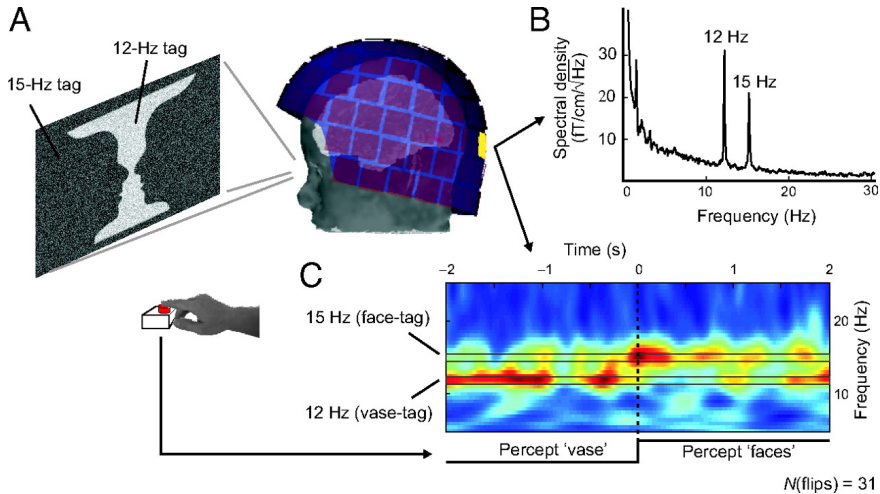 A
12-Hz tag
15-Hz tag
B
Spectral density
(fT/cm/√Hz)
30
20
10
12 Hz
15 Hz
0
10
20
30
Frequency (Hz)
C
Time (s)
−2
−1
0
1
2
15 Hz (face-tag)
12 Hz (vase-tag)
20
10
Frequency (Hz)
Percept 'vase'
Percept 'faces'
N(flips) = 31